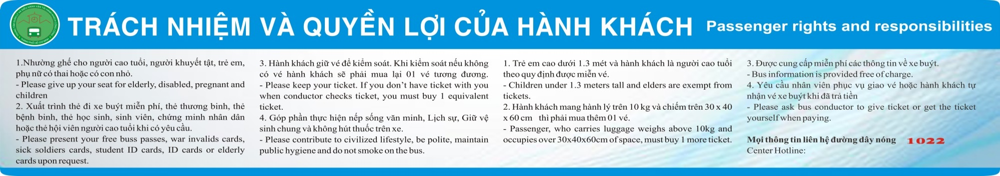 TRÁCH NHIỆM VÀ QUYỀN LỢI CỦA HÀNH KHÁCH
Passenger rights and responsibilities
1.Nhường ghế cho người cao tuổi, người khuyết tật, trẻ em,
phụ nữ có thai hoặc có con nhỏ.
- Please give up your seat for elderly, disabled, pregnant and
children
2. Xuất trình thẻ đi xe buýt miễn phí, thẻ thương binh, thẻ
bệnh binh, thẻ học sinh, sinh viên, chứng minh nhân dân
hoặc thẻ hội viên người cao tuổi khi có yêu cầu.
- Please present your free buss passes, war invalids cards,
sick soldiers cards, student ID cards, ID cards or elderly
cards upon request.
3. Hành khách giữ vé để kiểm soát. Khi kiểm soát nếu không
có vé hành khách sẽ phải mua lại 01 vé tương đương.
- Please keep your ticket. If you don't have ticket with you
when conductor checks ticket, you must buy 1 equivalent
ticket.
4. Góp phần thực hiện nếp sống văn minh, Lịch sự, Giữ vệ
sinh chung và không hút thuốc trên xe.
- Please contribute to civilized lifestyle, be polite, maintain
public hygiene and do not smoke on the bus.
1. Trẻ em cao dưới 1.3 mét và hành khách là người cao tuổi
theo quy định được miễn vé.
- Children under 1.3 meters tall and elders are exempt from
tickets.
2. Hành khách mang hành lý trên 10 kg và chiếm trên 30 x 40
x 60 cm thì phải mua thêm 01 vé.
- Passenger, who carries luggage weighs above 10kg and
occupies over 30x40x60cm of space, must buy 1 more ticket.
3. Được cung cấp miễn phí các thông tin về xe buýt.
- Bus information is provided free of charge.
4. Yêu cầu nhân viên phục vụ giao vé hoặc hành khách tự
nhận vé xe buýt khi đã trả tiền
- Please ask bus conductor to give ticket or get the ticket
yourself when paying.
Mọi thông tin liên hệ đường dây nóng 1022
Center Hotline: